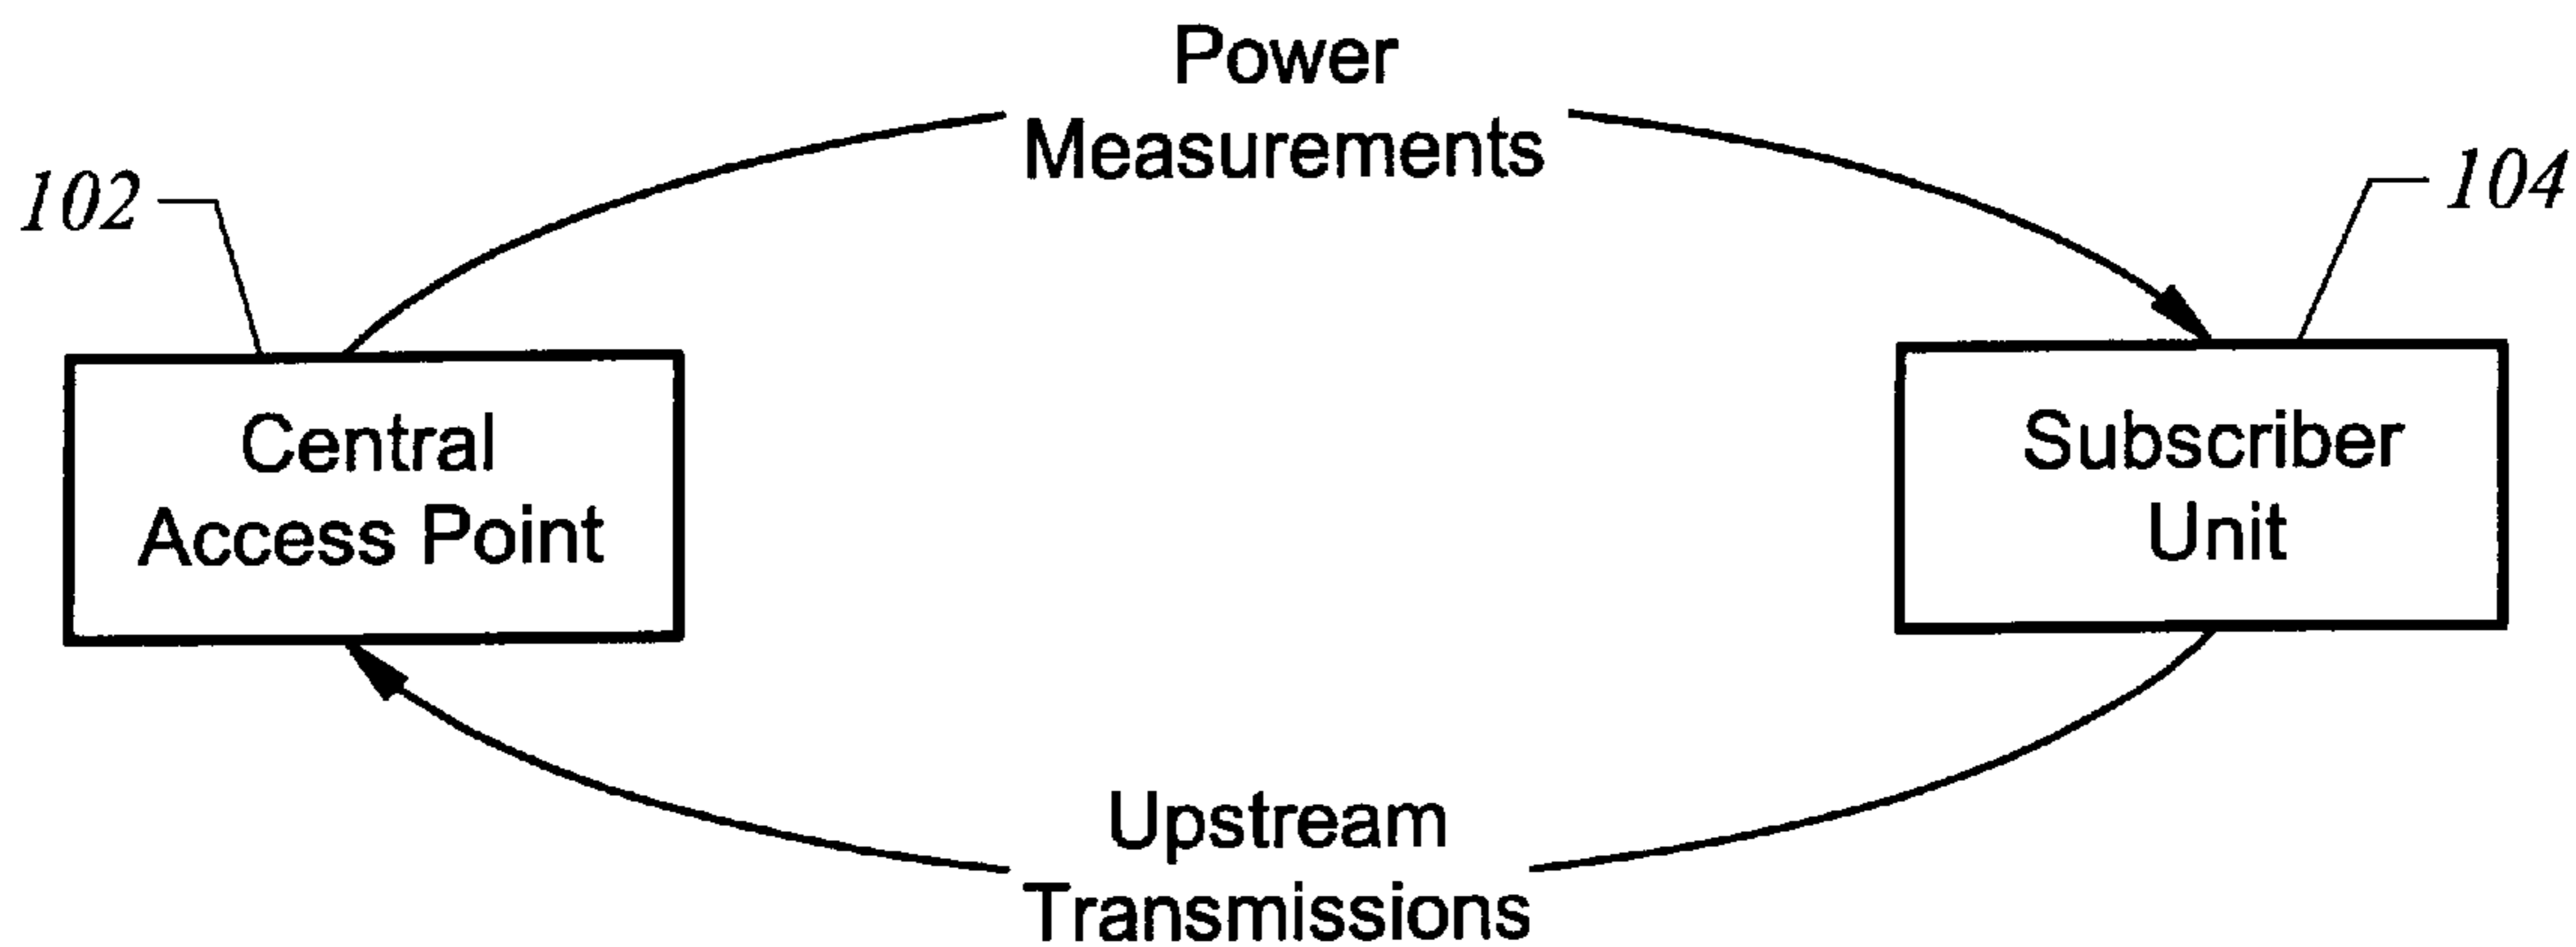 Power
Measurements
102
104
Central
Access Point
Subscriber
Unit
Upstream
Transmissions